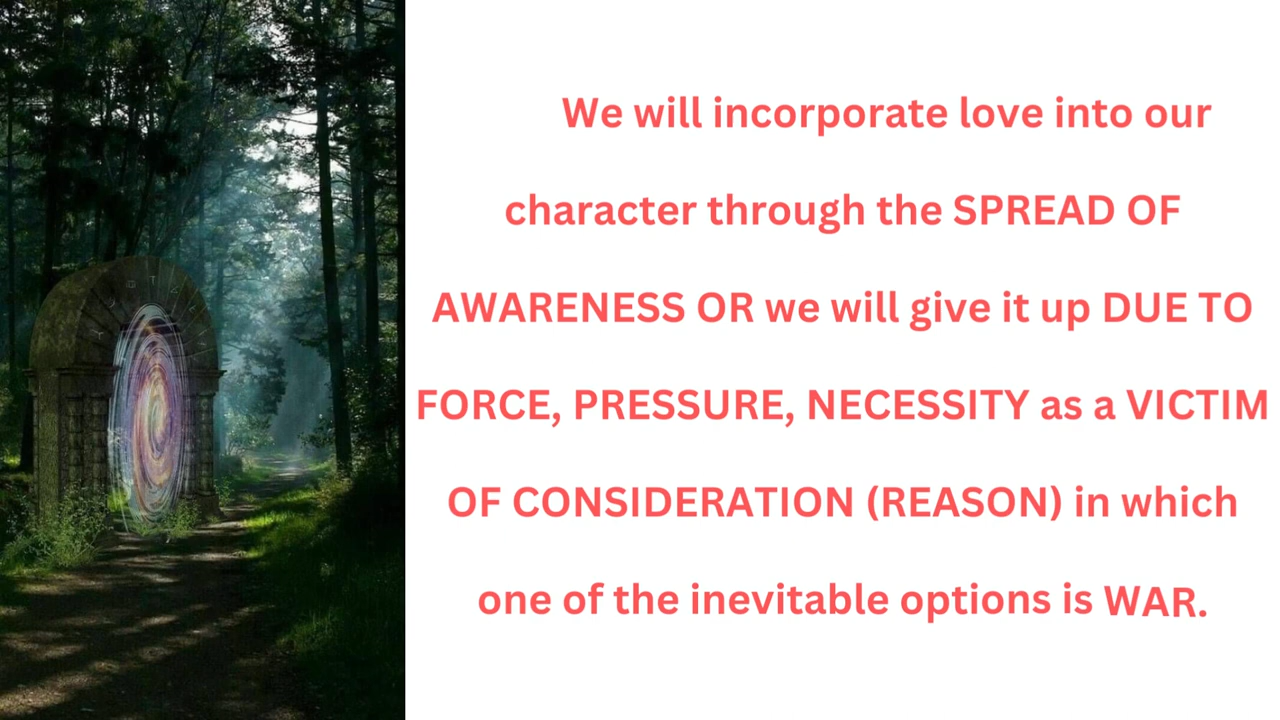 We will incorporate love into our
character through the SPREAD OF
AWARENESS OR we will give it up DUE TO
FORCE, PRESSURE, NECESSITY as a VICTIM
OF CONSIDERATION (REASON) in which
one of the inevitable options is WAR.